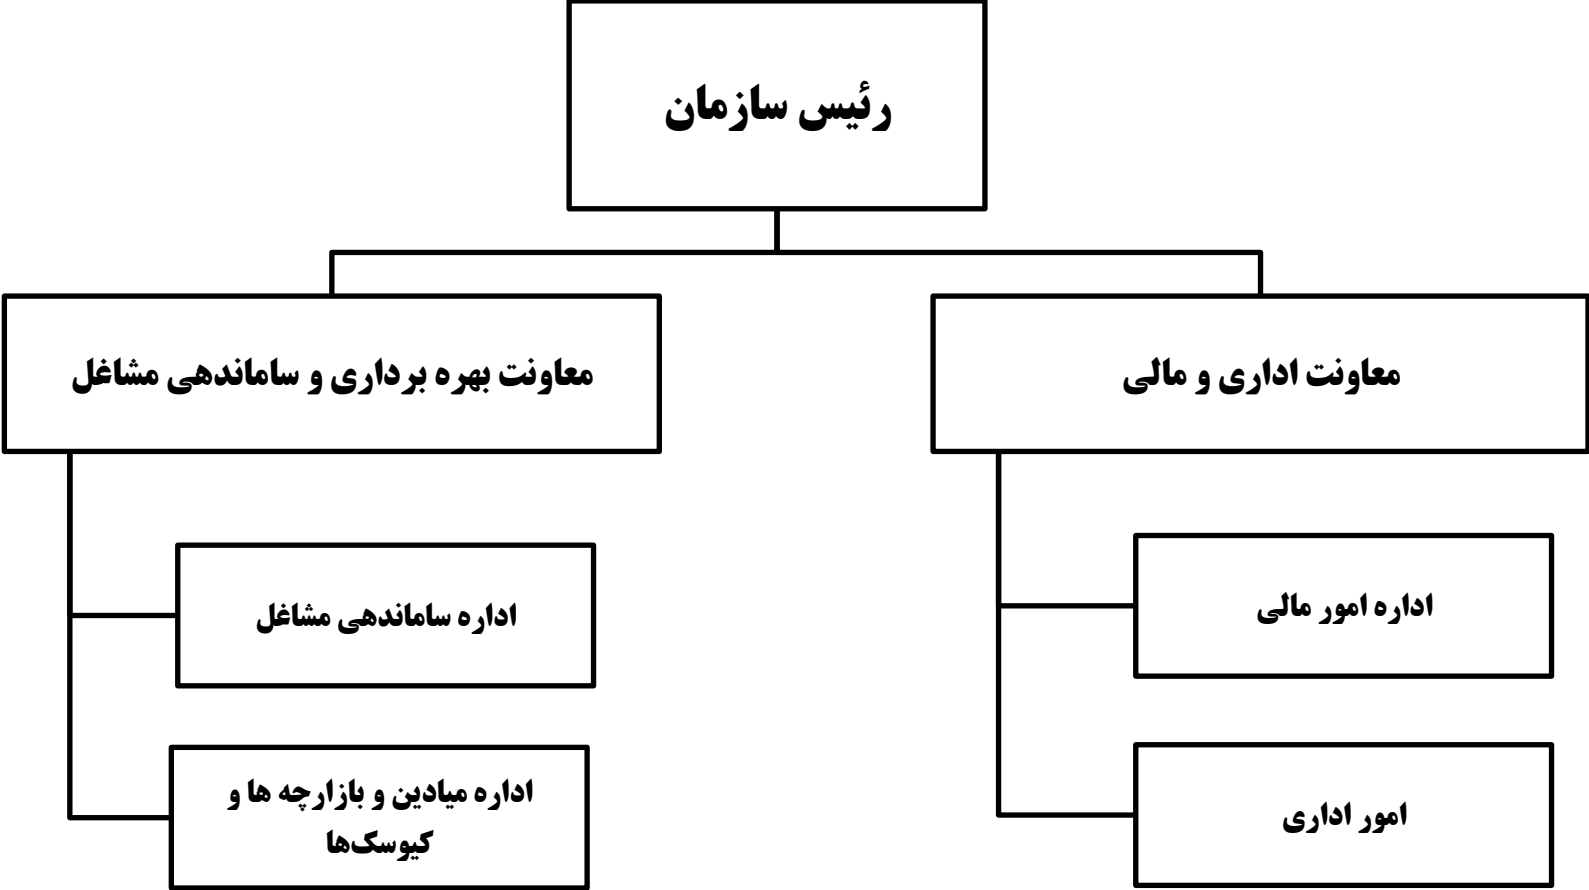 رئیس سازمان
معاونت اداری و مالی
معاونت بهره برداری و ساماندهی مشاغل
اداره امور مالی
اداره ساماندهی مشاغل
امور اداری
اداره میادین و بازارچه ها و
کیوسک‌ها